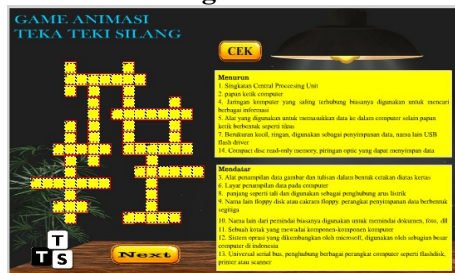 GAME ANIMASI
TEKA TEKI SILANG
CEK
Menurun
1. Singkatan Central Proccesing Unit
2. papan ketik computer
4. Jaringan komputer yang saling terhubung biasanya digunakan untuk mencari
berbagai informasi
5. Alat yang digunakan untuk memasukkan data ke dalam computer selain papan
ketik berbentuk seperti tikus
7. Berukuran kecil, ringan, digunakan sebagai penyimpanan data, nama lain USB
flash driver
14. Compact disc read-only memory, piringan optic yang dapat menyimpan data
Mendatar
3. Alat penampilan data gambar dan tulisan dalam bentuk cetakan diatas kertas
6. Layar penampilan data pada computer
8. panjang seperti tali dan digunakan sebagai penghubung arus listrik
9. Nama lain floppy disk atau cakram floppy, perangkat penyimpanan data berbentuk
segitiga
10. Nama lain dari pemindai biasanya digunakan untuk memindai dokumen, foto, dll
11. Sebuah kotak yang mewadai komponen-komponen komputer
12. Sistem oprasi yang dikembangkan oleh microsoft, digunakan oleh sebagian besar
computer di indonesia
13. Universal serial bus, penghubung berbagai perangkat computer seperti flashdisk,
printer atau scanner
T
T S
Next